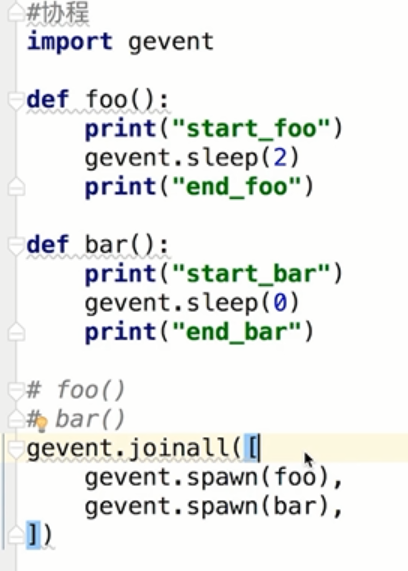 #协程
import gevent
def foo():
    print("start_foo")
    gevent.sleep(2)
    print("end_foo")
def bar():
    print("start_bar")
    gevent.sleep(0)
    print("end_bar")
# foo()
# bar()
gevent.joinall([
    gevent.spawn(foo),
    gevent.spawn(bar),
])